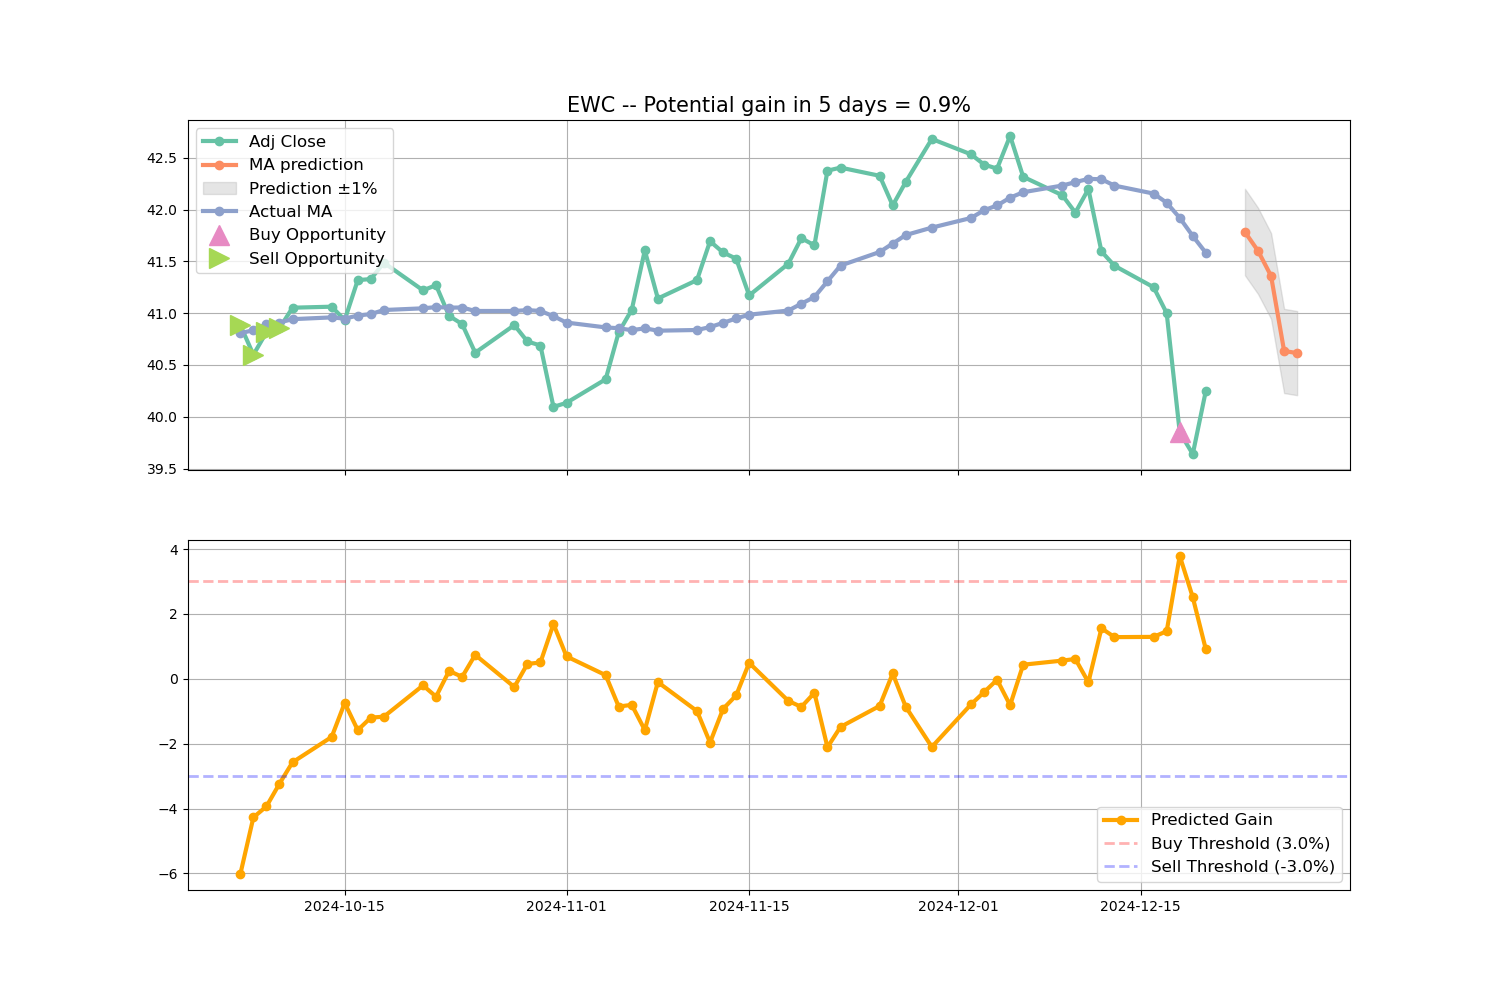 EWC -- Potential gain in 5 days = 0.9%
Adj Close
MA prediction
Prediction ±1%
Actual MA
Buy Opportunity
Sell Opportunity
42.5
42.0
41.5
41.0
40.5
40.0
39.5
4
2
0
−2
−4
−6
Predicted Gain
Buy Threshold (3.0%)
Sell Threshold (-3.0%)
2024-10-15
2024-11-01
2024-11-15
2024-12-01
2024-12-15